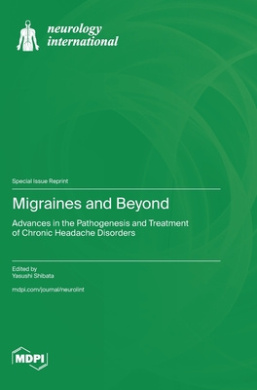 neurology
international
Special Issue Reprint
Migraines and Beyond
Advances in the Pathogenesis and Treatment
of Chronic Headache Disorders
Edited by
Yasushi Shibata
mdpi.com/journal/neurolint
MDPI